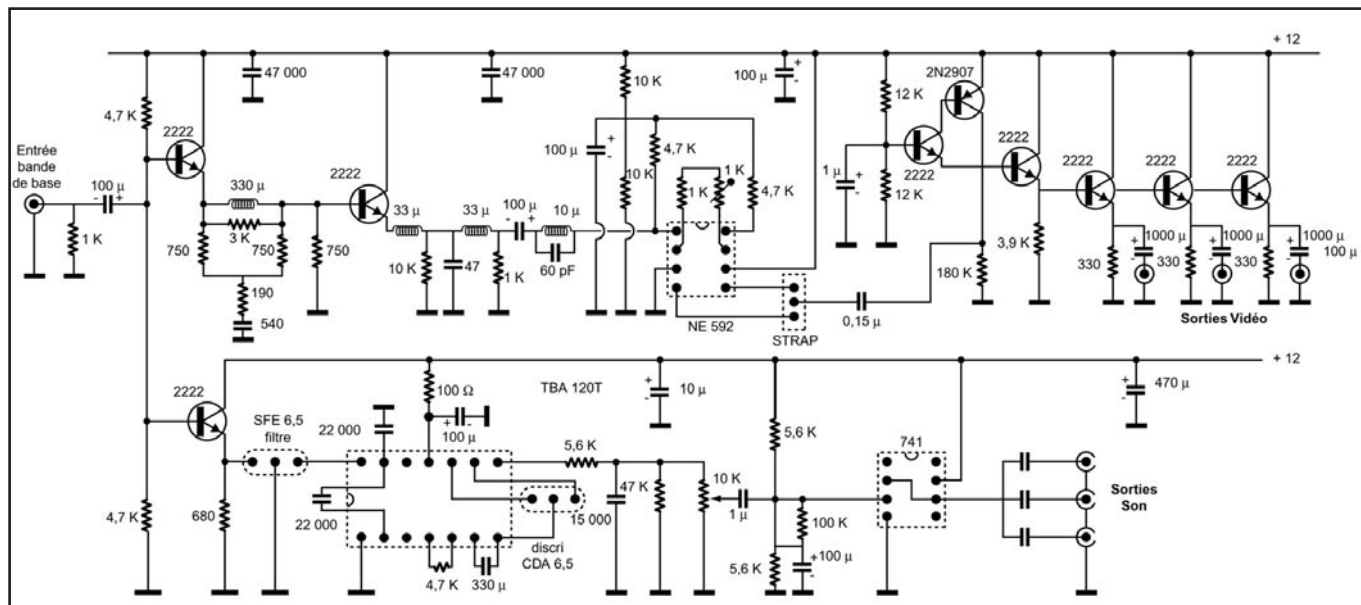 + 12
47 000
47 000
10 K
100 µ
+
-
2N2907
12 K
4,7 K
2222
Entrée
bande
de base
100 µ
- +
1 K
330 µ
3 K
750
750
750
190
540
2222
33 µ
33 µ
100 µ
- +
10 µ
10 K
47
1 K
60 pF
100 µ
+
-
4,7 K
10 K
1 K
1 K
4,7 K
NE 592
STRAP
0,15 µ
1 µ
+
-
12 K
2222
2222
180 K
3,9 K
2222
2222
2222
1000 µ
+
-
330
1000 µ
+
-
330
1000 µ
100 µ
+
-
330
Sorties Vidéo
+ 12
2222
100 Ω
TBA 120T
+
-
10 µ
+
-
470 µ
SFE 6,5
filtre
22 000
+ -
100 µ
5,6 K
5,6 K
741
10 K
47 K
1 µ
15 000
22 000
4,7 K
680
4,7 K
330 µ
discri
CDA 6,5
100 K
5,6 K
+
-
100 µ
Sorties
Son